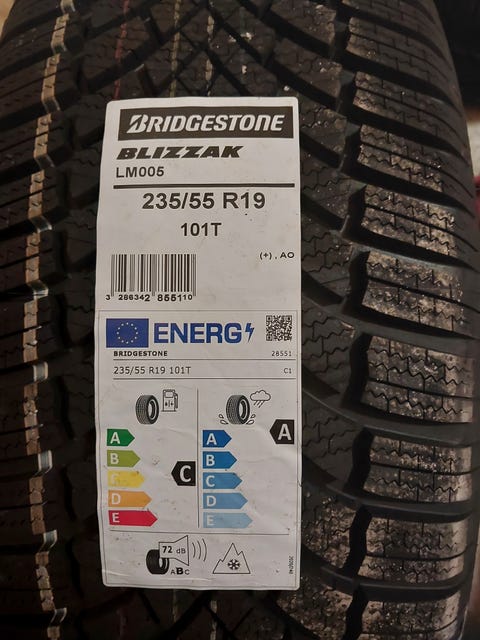 BRIDGESTONE
BLIZZAK
LM005
235/55 R19
101T
(+), AO
3 286342 855110
ENERG
BRIDGESTONE
28551
235/55 R19 101T
C1
A
A
A
B
B
C
C
C
D
D
E
E
72 dB
ABC